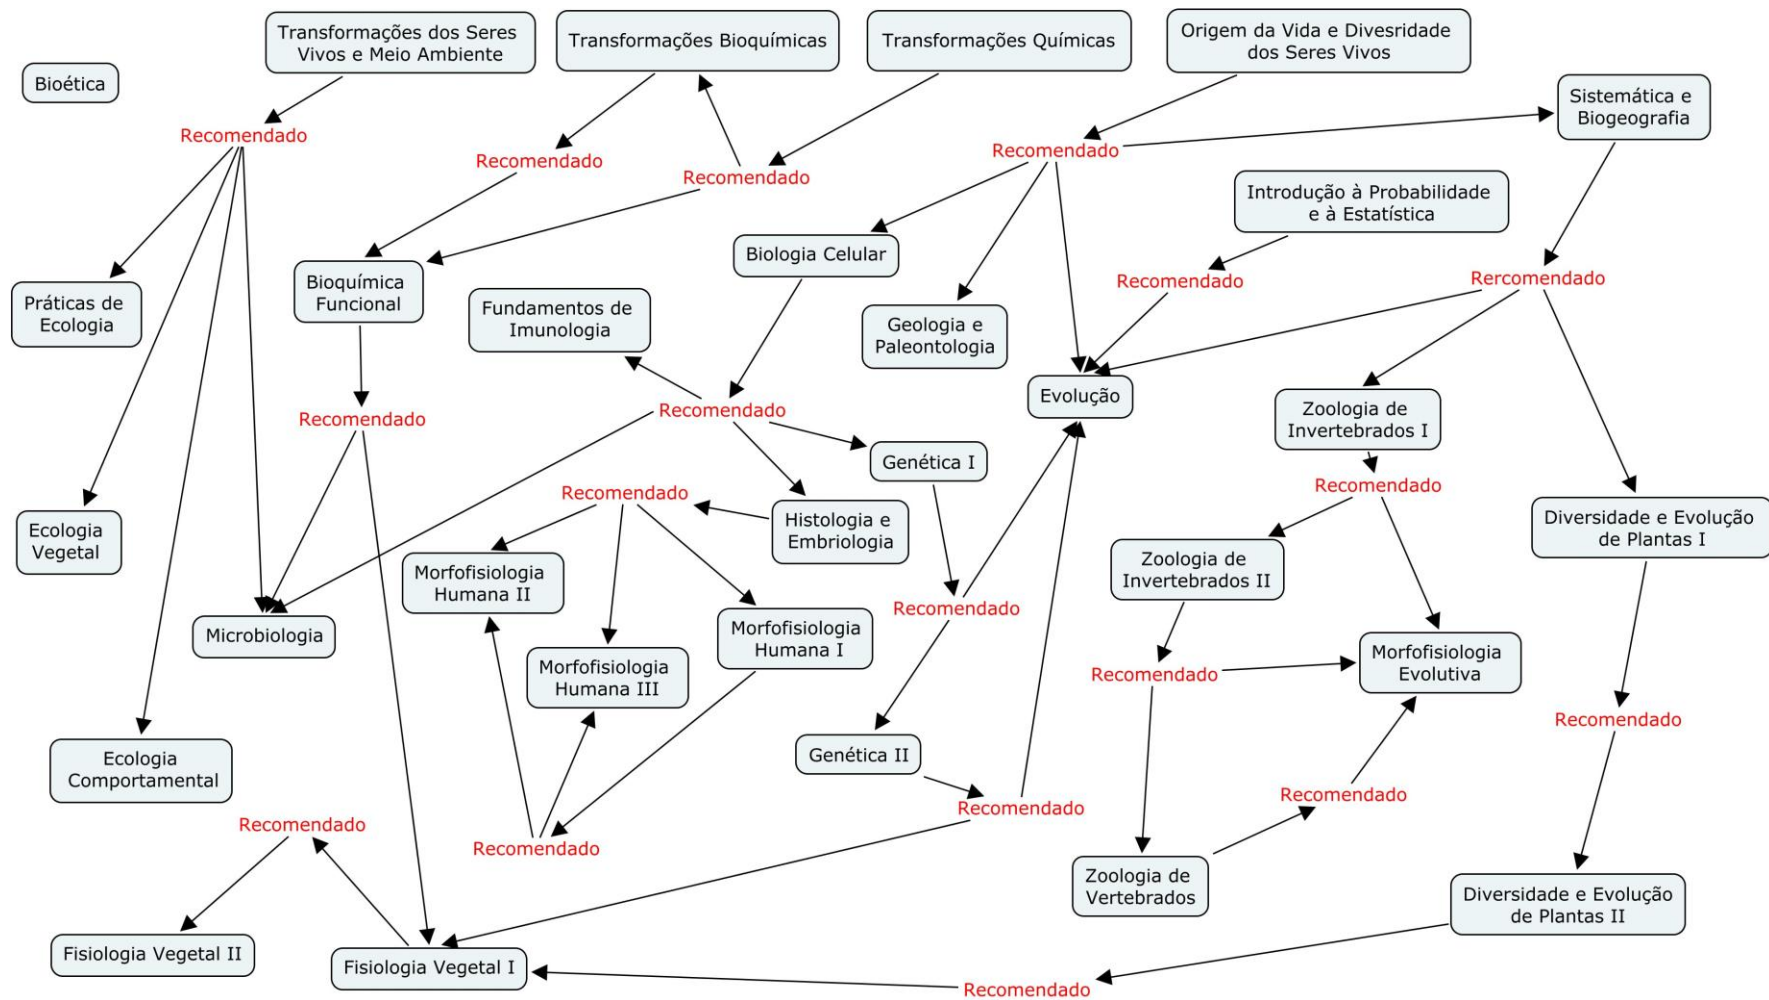 Transformações dos Seres
Vivos e Meio Ambiente
Transformações Bioquímicas
Transformações Químicas
Origem da Vida e Divesridade
dos Seres Vivos
Bioética
Sistemática e
Biogeografia
Recomendado
Recomendado
Recomendado
Recomendado
Introdução à Probabilidade
e à Estatística
Biologia Celular
Bioquímica
Funcional
Práticas de
Ecologia
Fundamentos de
Imunologia
Geologia e
Paleontologia
Recomendado
Rercomendado
Evolução
Recomendado
Recomendado
Zoologia de
Invertebrados I
Genética I
Recomendado
Recomendado
Ecologia
Vegetal
Histologia e
Embriologia
Diversidade e Evolução
de Plantas I
Morfofisiologia
Humana II
Zoologia de
Invertebrados II
Recomendado
Microbiologia
Morfofisiologia
Humana I
Morfofisiologia
Humana III
Recomendado
Morfofisiologia
Evolutiva
Recomendado
Ecologia
Comportamental
Genética II
Recomendado
Recomendado
Recomendado
Recomendado
Zoologia de
Vertebrados
Diversidade e Evolução
de Plantas II
Fisiologia Vegetal II
Fisiologia Vegetal I
Recomendado